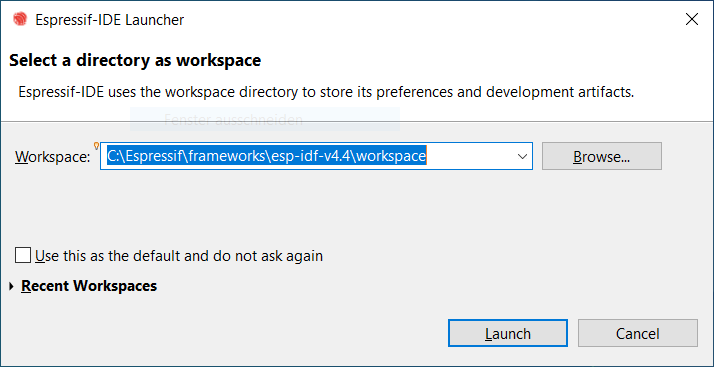 Espressif-IDE Launcher
Select a directory as workspace
Espressif-IDE uses the workspace directory to store its preferences and development artifacts.
Fenster ausschneiden
Workspace: C:\Espressif\frameworks\esp-idf-v4.4\workspace Browse...
Use this as the default and do not ask again
Recent Workspaces
Launch Cancel